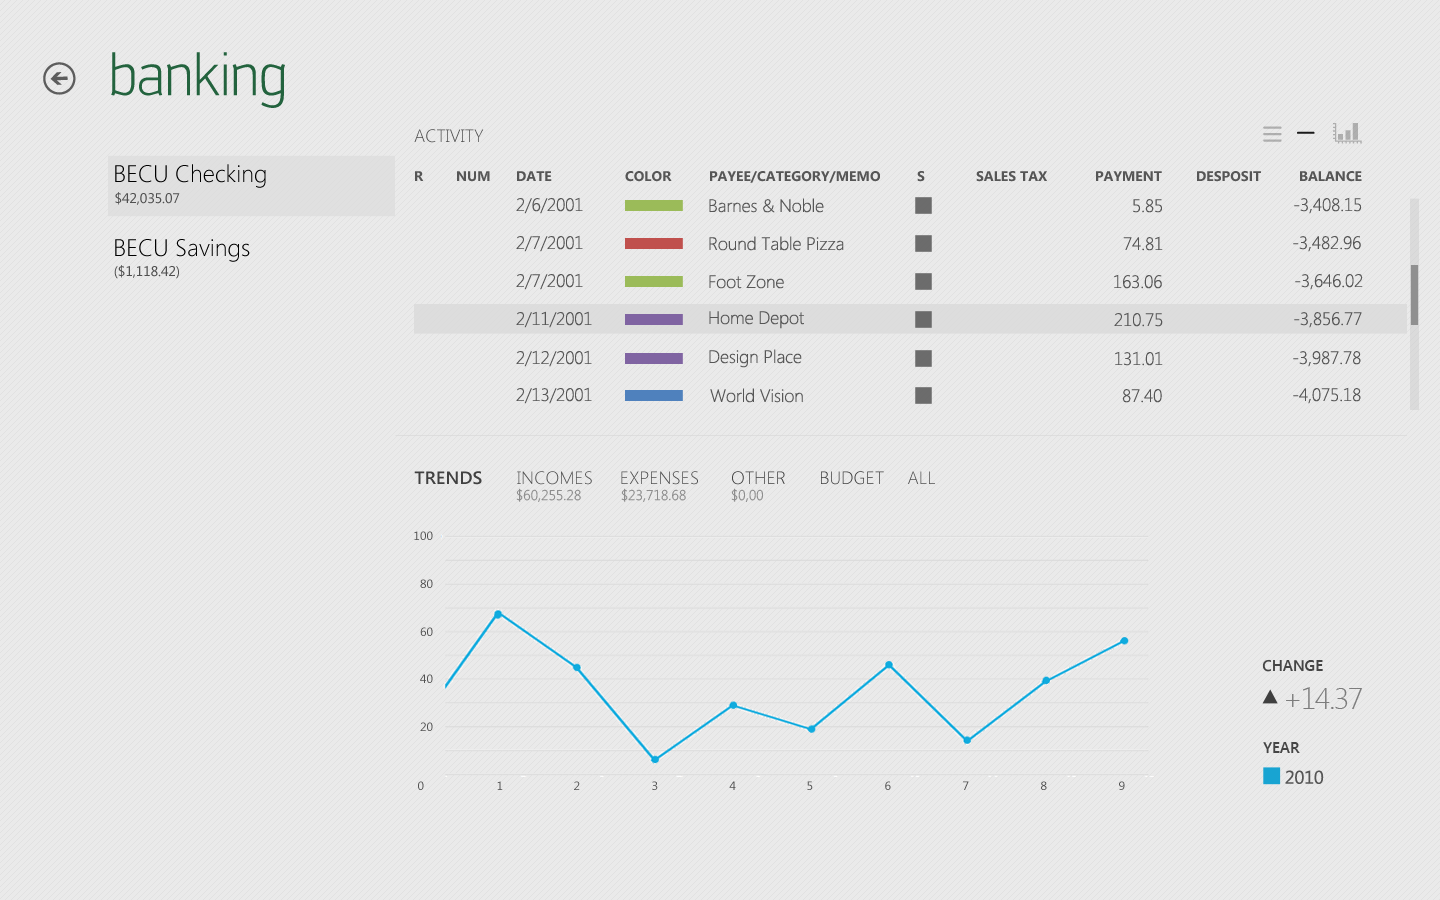 banking
BECU Checking
$42,035.07
BECU Savings
($1,118.42)
ACTIVITY
R NUM DATE COLOR PAYEE/CATEGORY/MEMO S SALES TAX PAYMENT DESPOSIT BALANCE
2/6/2001 Barnes & Noble 5.85 -3,408.15
2/7/2001 Round Table Pizza 74.81 -3,482.96
2/7/2001 Foot Zone 163.06 -3,646.02
2/11/2001 Home Depot 210.75 -3,856.77
2/12/2001 Design Place 131.01 -3,987.78
2/13/2001 World Vision 87.40 -4,075.18
TRENDS INCOMES EXPENSES OTHER BUDGET ALL
$60,255.28 $23,718.68 $0,00
100
80
60
40
20
0 1 2 3 4 5 6 7 8 9
CHANGE
+14.37
YEAR
2010